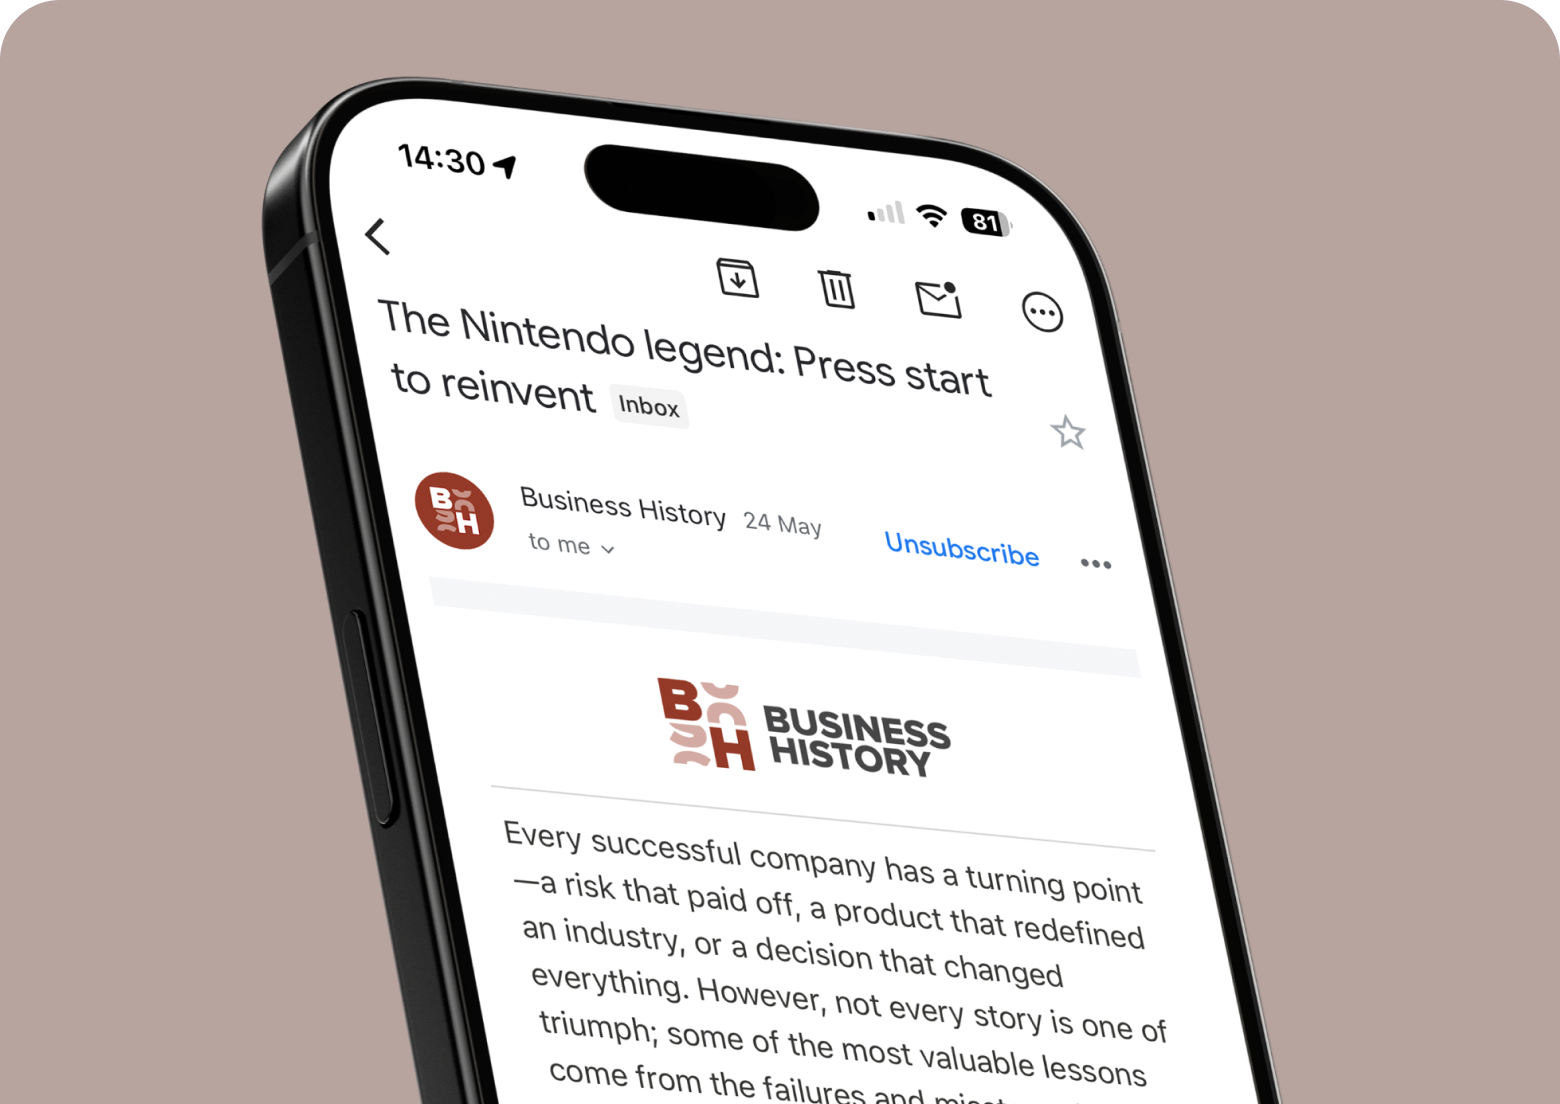 14:30
81
The Nintendo legend: Press start
to reinvent Inbox
BH
Business History 24 May
Unsubscribe
to me
BH
BUSINESS
HISTORY
Every successful company has a turning point
—a risk that paid off, a product that redefined
an industry, or a decision that changed
everything. However, not every story is one of
triumph; some of the most valuable lessons
come from the failures and